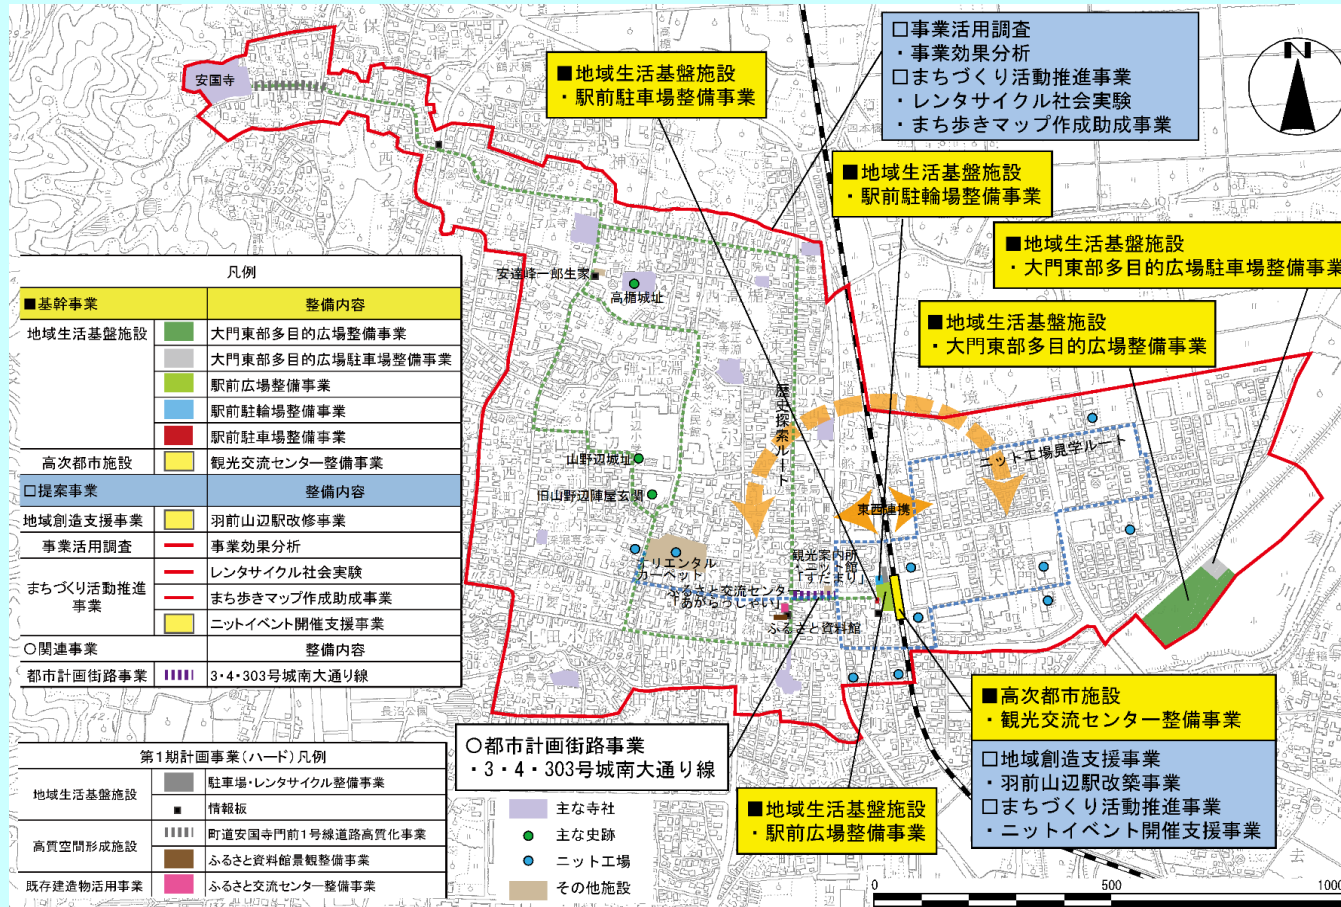 ■地域生活基盤施設
・駅前駐車場整備事業
□事業活用調査
・事業効果分析
□まちづくり活動推進事業
・レンタサイクル社会実験
・まち歩きマップ作成助成事業
N
■地域生活基盤施設
・駅前駐輪場整備事業
■地域生活基盤施設
・大門東部多目的広場駐車場整備事業
■地域生活基盤施設
・大門東部多目的広場整備事業
安国寺
安達峰一郎生家
高楯城址
歴史探索ルート
山野辺城址
旧山野辺陣屋玄関
ニット工場見学ルート
東西連携
オリエンタル
カーペット
観光案内所
・ニット館
「すだまり」
ふるさと交流センター
「あがらっしゃい」
ふるさと資料館
凡例
■基幹事業 整備内容
地域生活基盤施設 大門東部多目的広場整備事業
大門東部多目的広場駐車場整備事業
駅前広場整備事業
駅前駐輪場整備事業
駅前駐車場整備事業
高次都市施設 観光交流センター整備事業
□提案事業 整備内容
地域創造支援事業 羽前山辺駅改修事業
事業活用調査 事業効果分析
まちづくり活動推進
事業
レンタサイクル社会実験
まち歩きマップ作成助成事業
ニットイベント開催支援事業
○関連事業 整備内容
都市計画街路事業 3・4・303号城南大通り線
第1期計画事業(ハード)凡例
地域生活基盤施設 駐車場・レンタサイクル整備事業
情報板
高質空間形成施設 町道安国寺門前1号線道路高質化事業
ふるさと資料館景観整備事業
既存建造物活用事業 ふるさと交流センター整備事業
○都市計画街路事業
・3・4・303号城南大通り線
主な寺社
主な史跡
ニット工場
その他施設
■地域生活基盤施設
・駅前広場整備事業
■高次都市施設
・観光交流センター整備事業
□地域創造支援事業
・羽前山辺駅改築事業
□まちづくり活動推進事業
・ニットイベント開催支援事業
0 500 1000